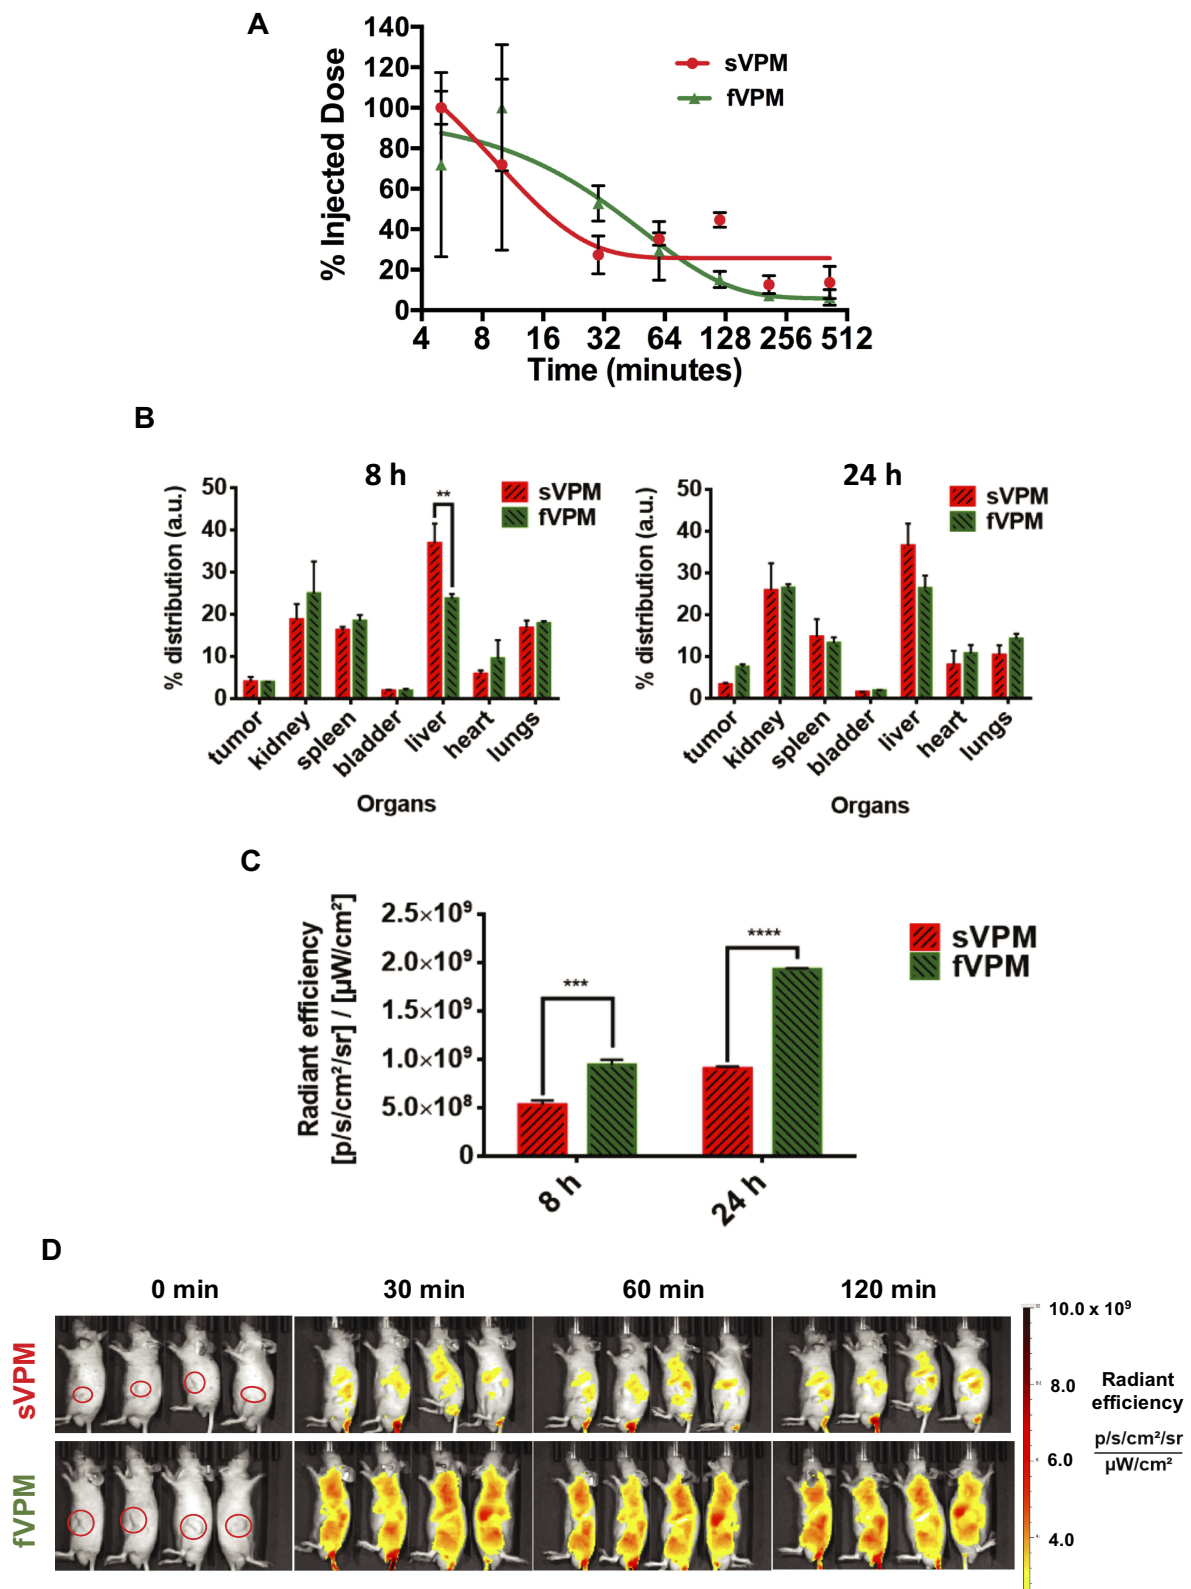 A
140
120
100
80
60
40
20
0
% Injected Dose
sVPM
fVPM
4 8 16 32 64 128 256 512
Time (minutes)
B
8 h
50
40
30
20
10
0
% distribution (a.u.)
**
sVPM
fVPM
tumor kidney spleen bladder liver heart lungs
Organs
24 h
50
40
30
20
10
0
% distribution (a.u.)
sVPM
fVPM
tumor kidney spleen bladder liver heart lungs
Organs
C
Radiant efficiency
[p/s/cm²/sr] / [µW/cm²]
2.5×10⁹
2.0×10⁹
1.5×10⁹
1.0×10⁹
5.0×10⁸
0
***
****
sVPM
fVPM
8 h 24 h
D
0 min 30 min 60 min 120 min
sVPM
fVPM
10.0 x 10⁹
8.0
6.0
4.0
Radiant
efficiency
p/s/cm²/sr
µW/cm²